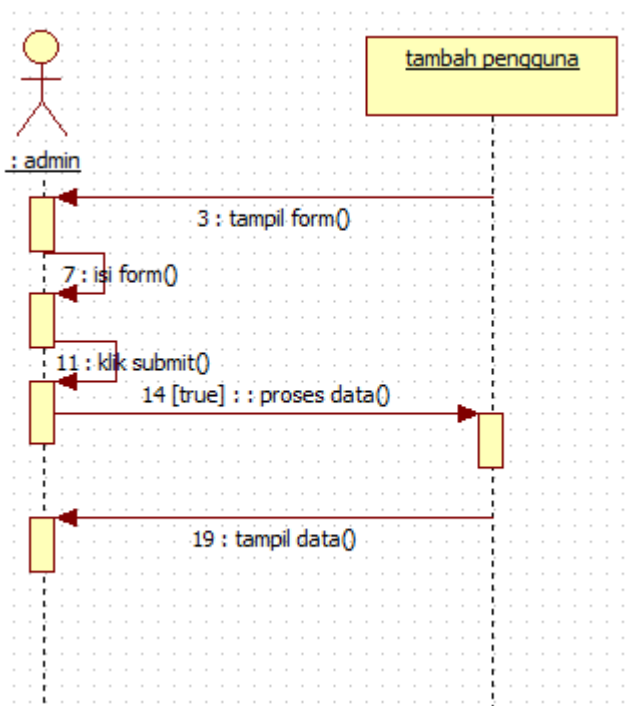 tambah pengguna
: admin
3 : tampil form()
7 : isi form()
11 : klik submit()
14 [true] : : proses data()
19 : tampil data()